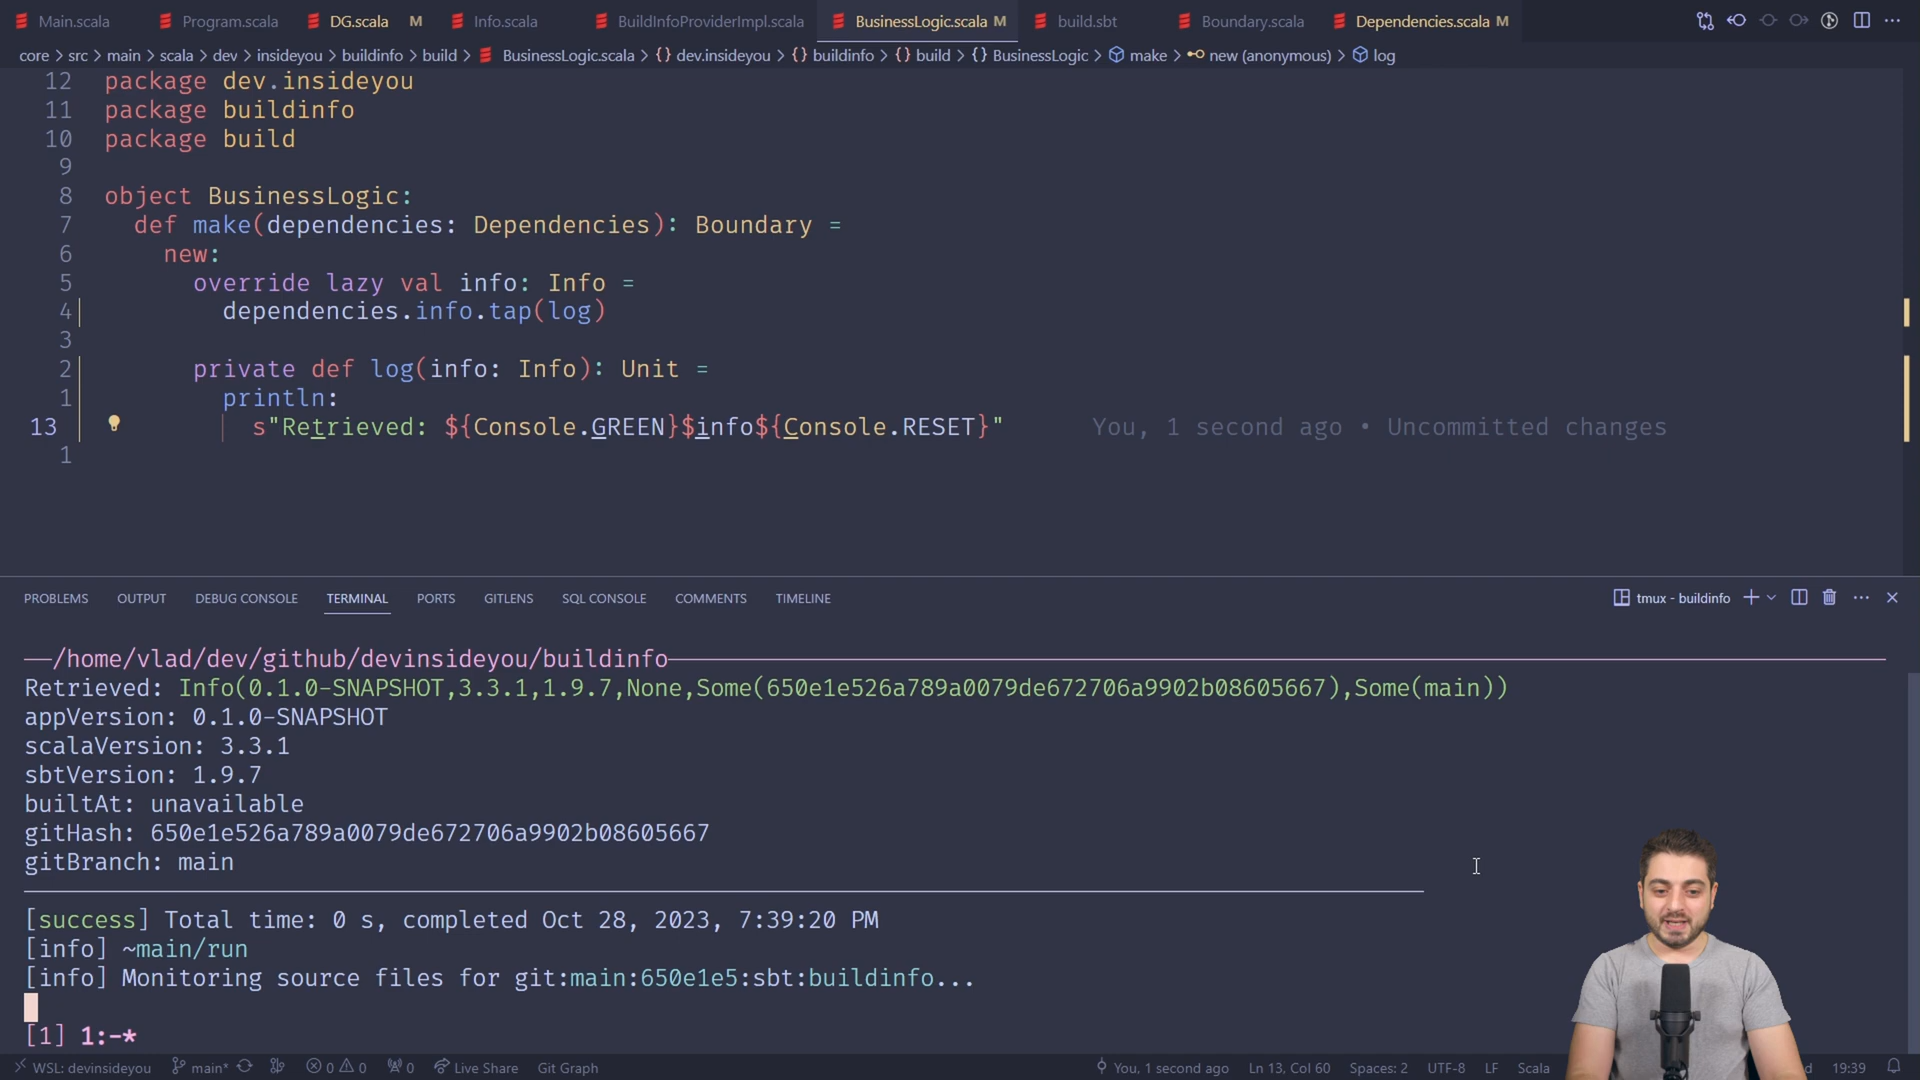 Main.scala Program.scala DG.scala M Info.scala BuildInfoProviderImpl.scala BusinessLogic.scala M build.sbt Boundary.scala Dependencies.scala M
core > src > main > scala > dev > insideyou > buildinfo > build > BusinessLogic.scala > {} dev.insideyou > {} buildinfo > {} build > {} BusinessLogic > make > new (anonymous) > log
12 package dev.insideyou
11 package buildinfo
10 package build
9
8 object BusinessLogic:
7 def make(dependencies: Dependencies): Boundary =
6 new:
5 override lazy val info: Info =
4 dependencies.info.tap(log)
3
2 private def log(info: Info): Unit =
1 println:
13 s"Retrieved: ${Console.GREEN}$info${Console.RESET}" You, 1 second ago • Uncommitted changes
1
PROBLEMS OUTPUT DEBUG CONSOLE TERMINAL PORTS GITLENS SQL CONSOLE COMMENTS TIMELINE tmux - buildinfo
—/home/vlad/dev/github/devinsideyou/buildinfo—
Retrieved: Info(0.1.0-SNAPSHOT,3.3.1,1.9.7,None,Some(650e1e526a789a0079de672706a9902b08605667),Some(main))
appVersion: 0.1.0-SNAPSHOT
scalaVersion: 3.3.1
sbtVersion: 1.9.7
builtAt: unavailable
gitHash: 650e1e526a789a0079de672706a9902b08605667
gitBranch: main
[success] Total time: 0 s, completed Oct 28, 2023, 7:39:20 PM
[info] ~main/run
[info] Monitoring source files for git:main:650e1e5:sbt:buildinfo...
[1] 1:-*
WSL: devinsideyou main* 0 0 0 Live Share Git Graph You, 1 second ago Ln 13, Col 60 Spaces: 2 UTF-8 LF Scala 19:39